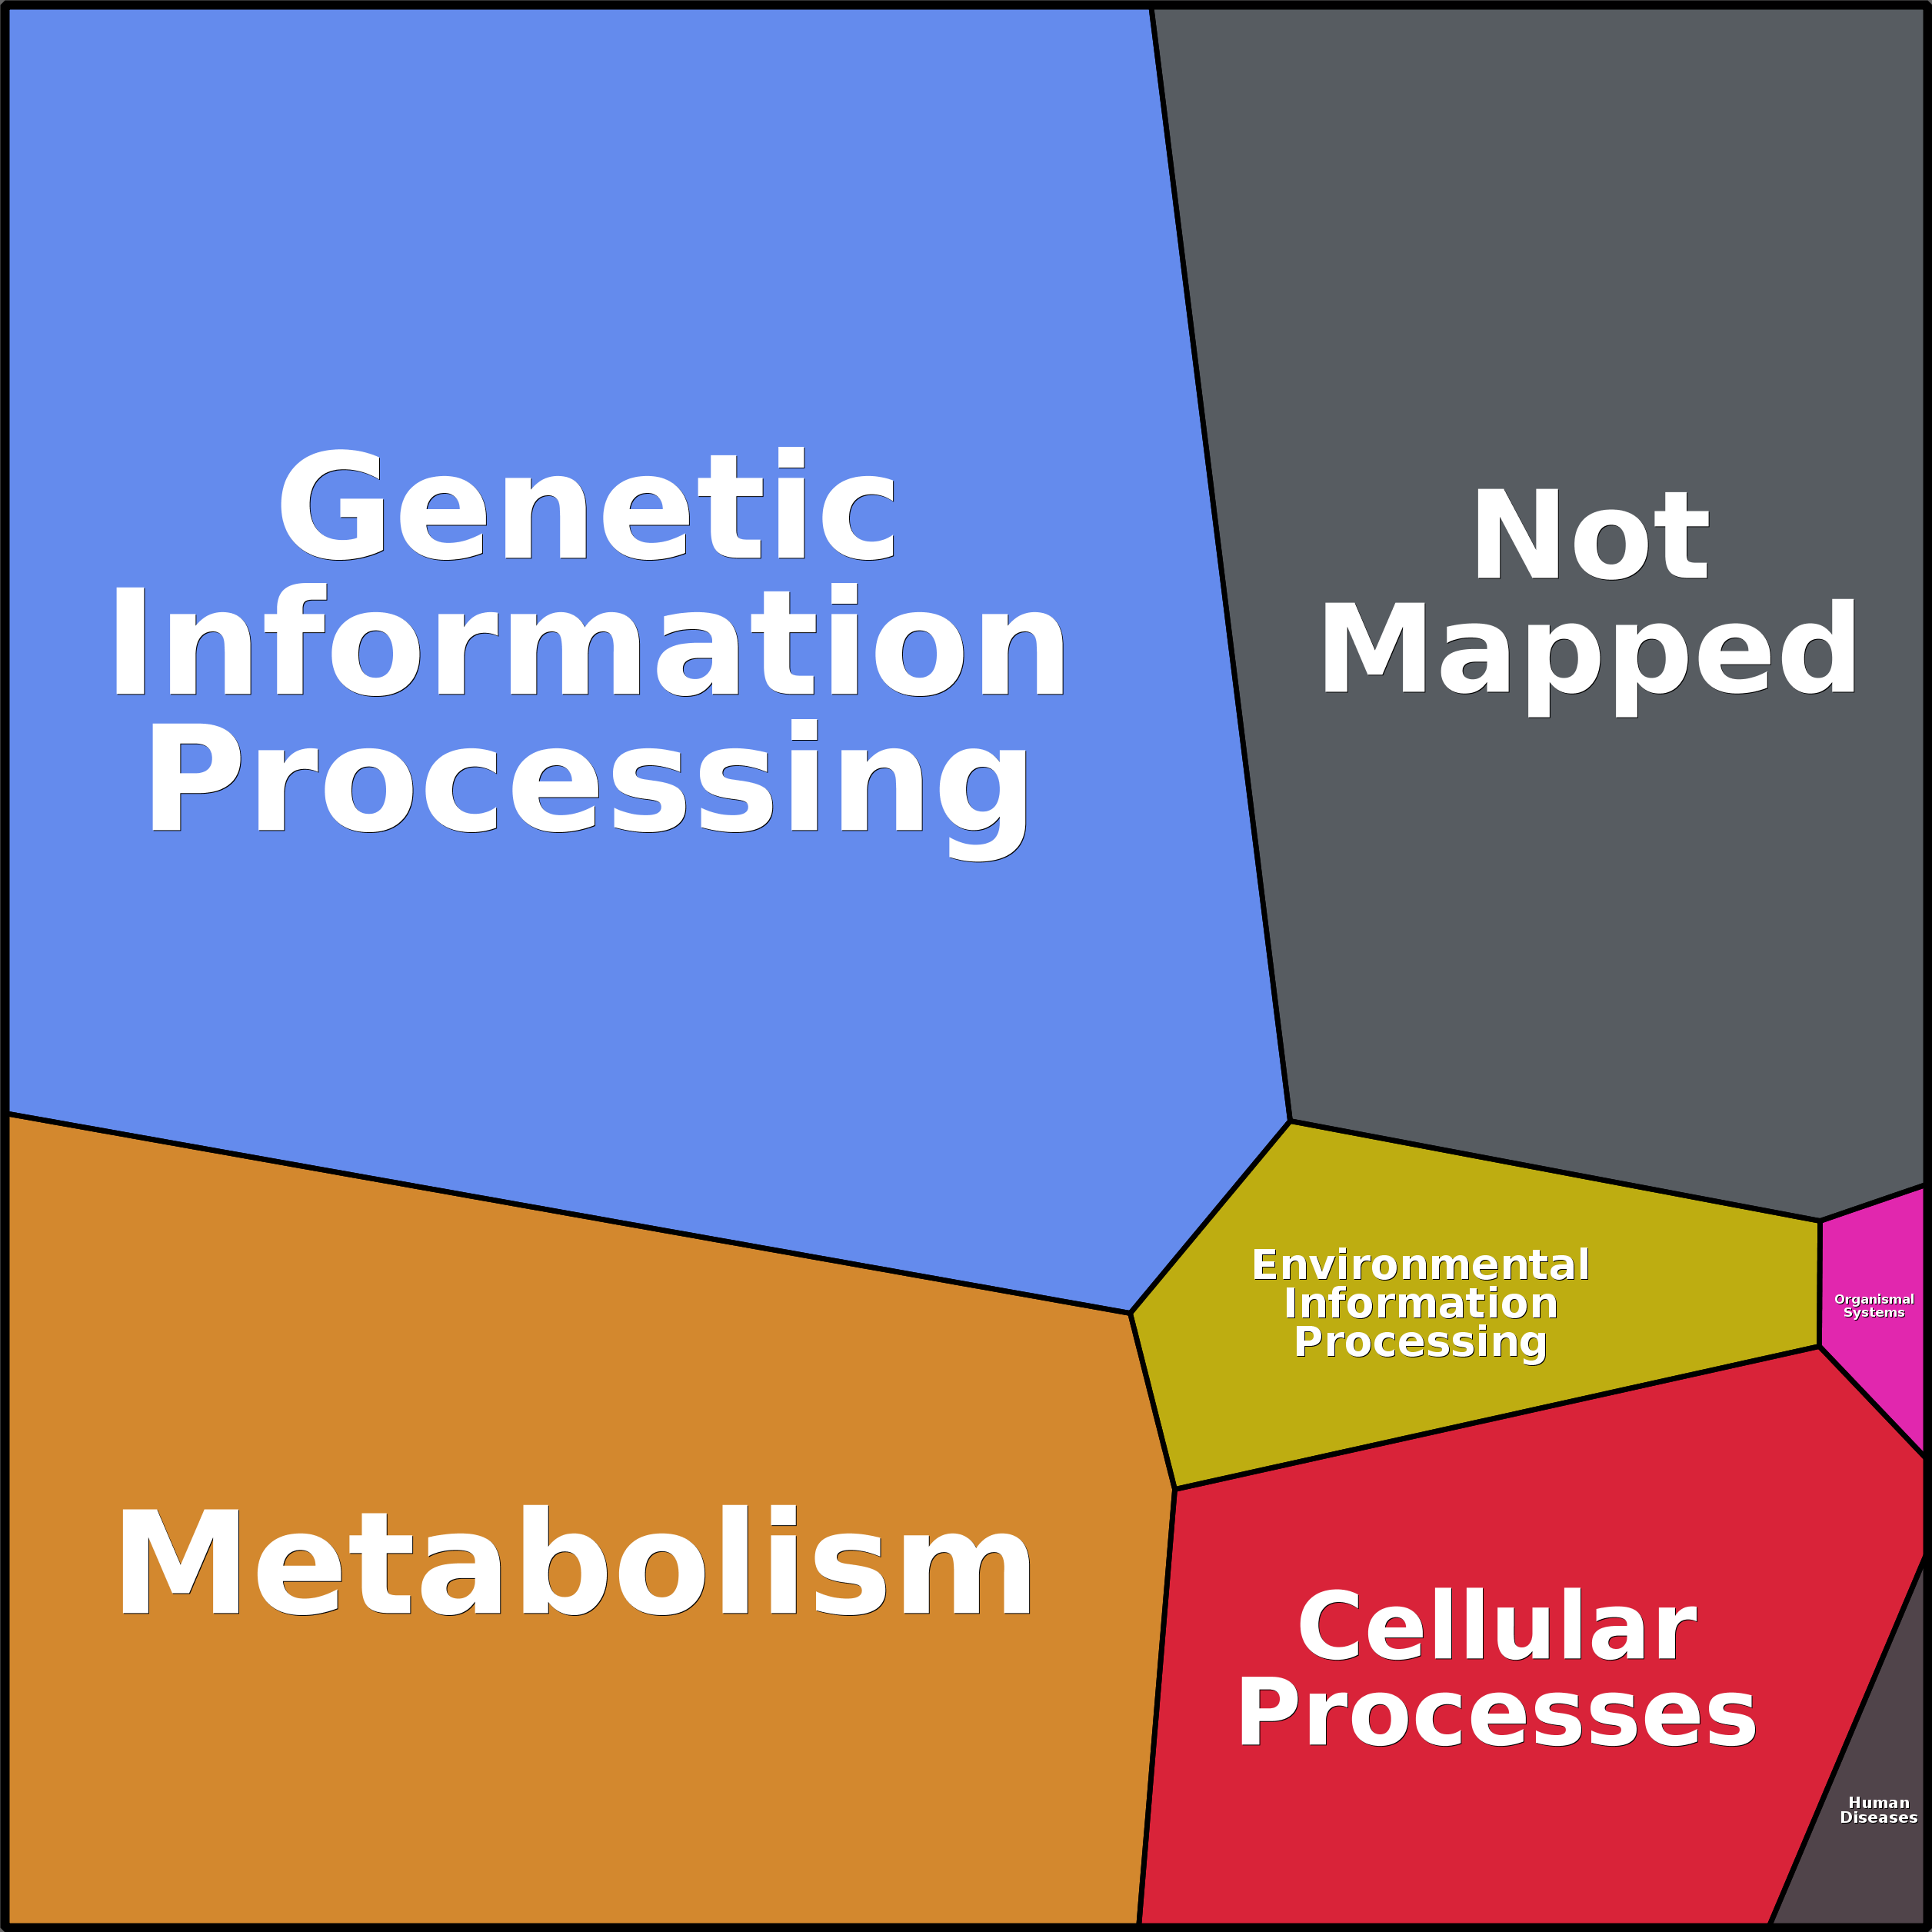 Genetic
Information
Processing
Not
Mapped
Environmental
Information
Processing
Organismal
Systems
Metabolism
Cellular
Processes
Human
Diseases